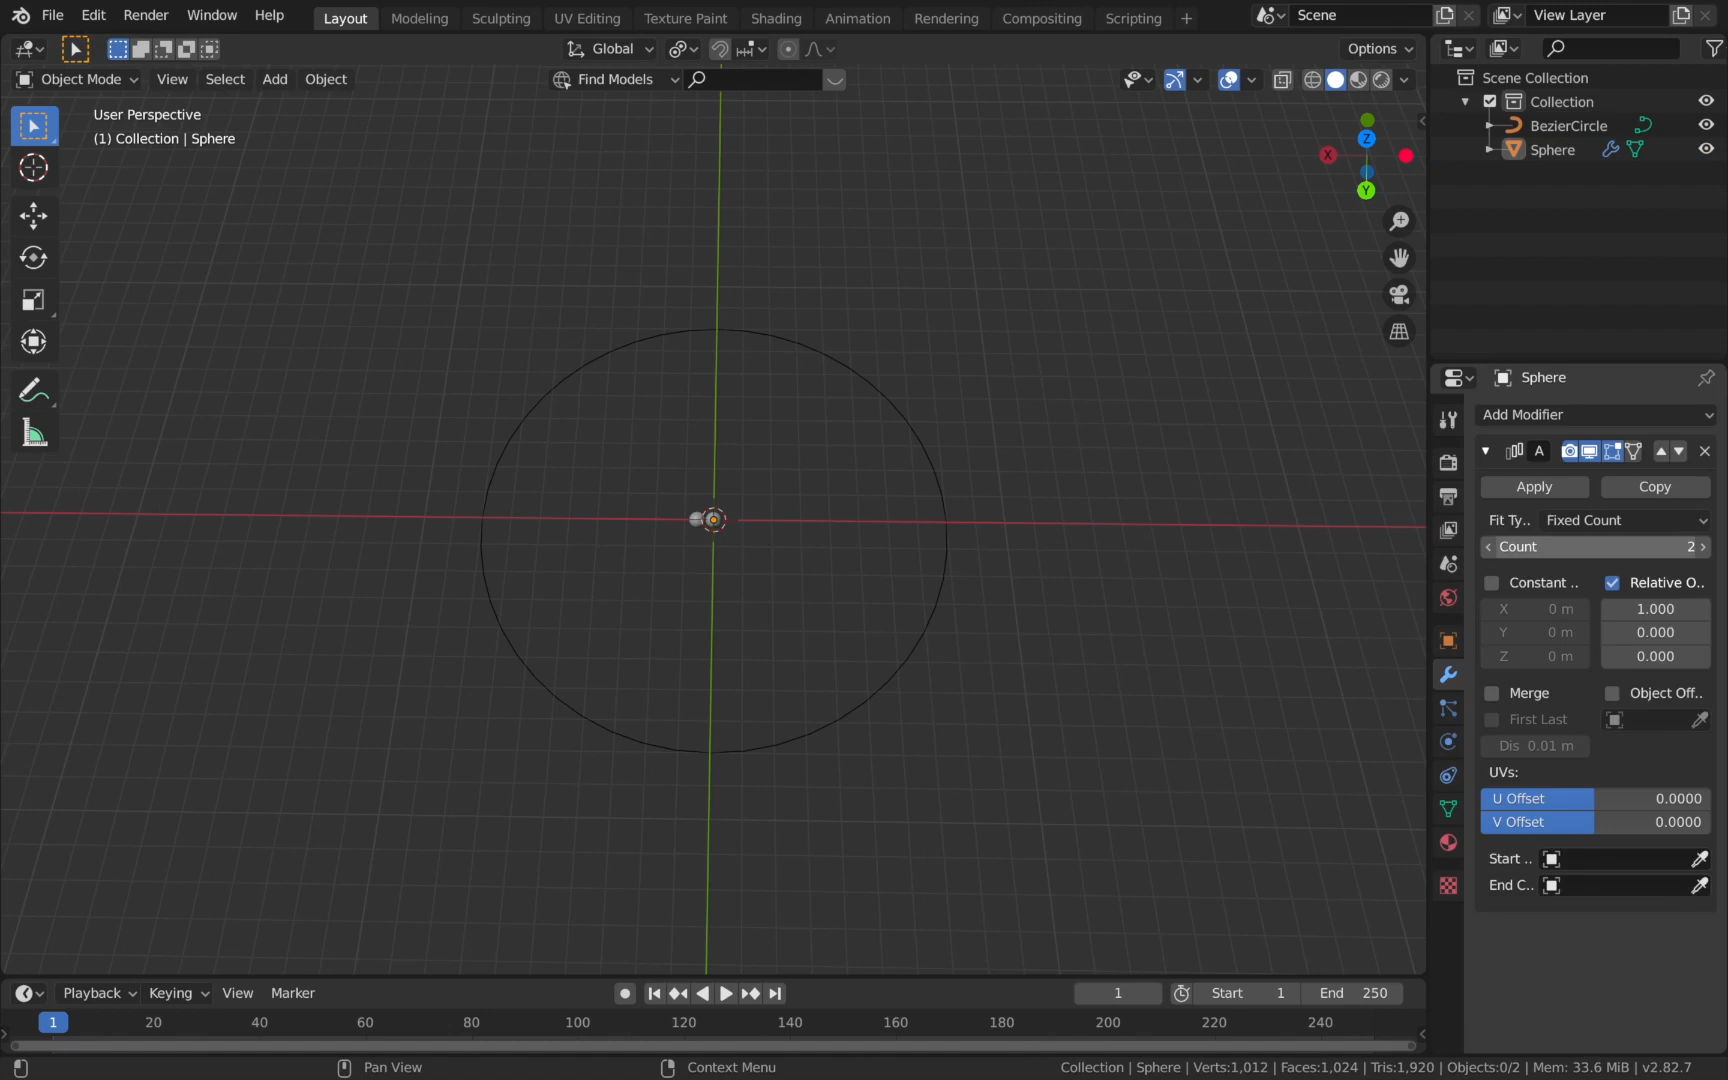 File Edit Render Window Help Layout Modeling Sculpting UV Editing Texture Paint Shading Animation Rendering Compositing Scripting + Scene View Layer
Global Options
Object Mode View Select Add Object Find Models
User Perspective
(1) Collection | Sphere
X Z Y
Scene Collection
Collection
BezierCircle
Sphere
Sphere
Add Modifier
A
Apply Copy
Fit Ty.. Fixed Count
Count 2
Constant .. Relative O..
X 0 m 1.000
Y 0 m 0.000
Z 0 m 0.000
Merge Object Off..
First Last
Dis 0.01 m
UVs:
U Offset 0.0000
V Offset 0.0000
Start ..
End C..
Playback Keying View Marker 1 Start 1 End 250
1 20 40 60 80 100 120 140 160 180 200 220 240
Pan View Context Menu Collection | Sphere | Verts:1,012 | Faces:1,024 | Tris:1,920 | Objects:0/2 | Mem: 33.6 MiB | v2.82.7